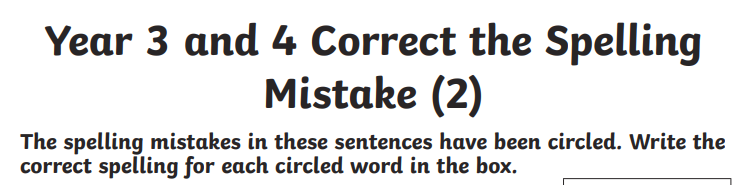 Year 3 and 4 Correct the Spelling
Mistake (2)
The spelling mistakes in these sentences have been circled. Write the
correct spelling for each circled word in the box.